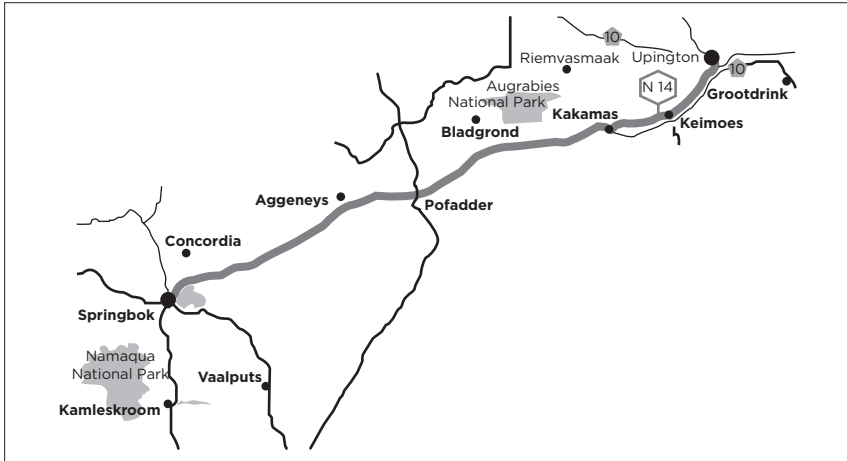 10
Riemvasmaak
Upington
10
Augrabies
National Park
N 14
Grootdrink
Bladgrond
Kakamas
Keimoes
Aggeneys
Pofadder
Concordia
Springbok
Namaqua
National Park
Vaalputs
Kamleskroom